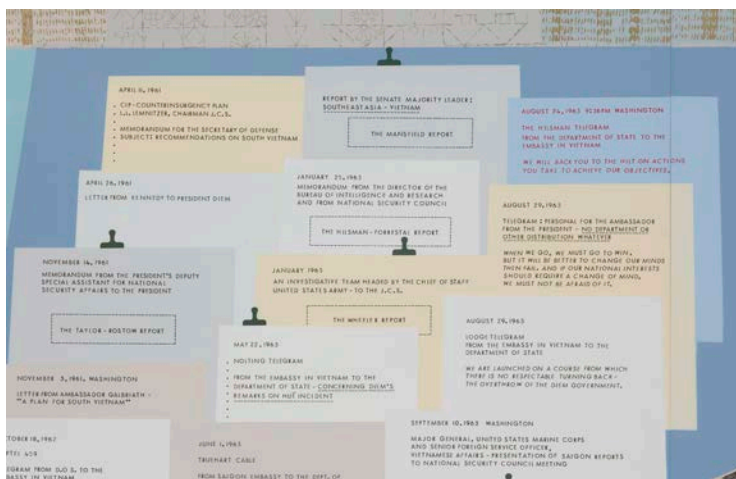 APRIL 11, 1961
CIP-COUNTERINSURGENCY PLAN
L.L. LEMNITZER, CHAIRMAN J.C.S.
MEMORANDUM FOR THE SECRETARY OF DEFENSE
SUBJECT: RECOMMENDATIONS ON SOUTH VIETNAM
REPORT BY THE SENATE MAJORITY LEADER:
SOUTHEAST ASIA - VIETNAM
THE MANSFIELD REPORT
AUGUST 24, 1963 WASHINGTON
THE HILSMAN TELEGRAM
FROM THE DEPARTMENT OF STATE TO THE
EMBASSY IN VIETNAM
WE WILL BACK YOU TO THE HILT ON ACTIONS
YOU TAKE TO ACHIEVE OUR OBJECTIVES.
APRIL 26, 1961
LETTER FROM KENNEDY TO PRESIDENT DIEM
JANUARY 25, 1963
MEMORANDUM FROM THE DIRECTOR OF THE
BUREAU OF INTELLIGENCE AND RESEARCH
AND FROM NATIONAL SECURITY COUNCIL
THE HILSMAN-FORRESTAL REPORT
AUGUST 29, 1963
TELEGRAM: PERSONAL FOR THE AMBASSADOR
FROM THE PRESIDENT - NO DEPARTMENT OR
OTHER DISTRIBUTION WHATEVER
WHEN WE GO, WE MUST GO TO WIN,
BUT IT WILL BE BETTER TO CHANGE OUR MINDS
THEN FAIL. AND IF OUR NATIONAL INTERESTS
SHOULD REQUIRE A CHANGE OF MIND,
WE MUST NOT BE AFRAID OF IT.
NOVEMBER 14, 1961
MEMORANDUM FROM THE PRESIDENT'S DEPUTY
SPECIAL ASSISTANT FOR NATIONAL
SECURITY AFFAIRS TO THE PRESIDENT
THE TAYLOR-ROSTOW REPORT
JANUARY 1963
AN INVESTIGATIVE TEAM HEADED BY THE CHIEF OF STAFF
UNITED STATES ARMY - TO THE J.C.S.
THE WHEELER REPORT
AUGUST 29, 1963
LODGE TELEGRAM
FROM THE EMBASSY IN VIETNAM TO THE
DEPARTMENT OF STATE
WE ARE LAUNCHED ON A COURSE FROM WHICH
THERE IS NO RESPECTABLE TURNING BACK -
THE OVERTHROW OF THE DIEM GOVERNMENT.
MAY 22, 1963
NOLTING TELEGRAM
FROM THE EMBASSY IN VIETNAM TO THE
DEPARTMENT OF STATE - CONCERNING DIEM'S
REMARKS ON HUE INCIDENT
NOVEMBER 3, 1961, WASHINGTON
LETTER FROM AMBASSADOR GALBRIATH -
"A PLAN FOR SOUTH VIETNAM"
SEPTEMBER 10, 1963 WASHINGTON
MAJOR GENERAL, UNITED STATES MARINE CORPS
AND SENIOR FOREIGN SERVICE OFFICER,
VIETNAMESE AFFAIRS - PRESENTATION OF SAIGON REPORTS
TO NATIONAL SECURITY COUNCIL MEETING
CTOBER 18, 1962
EGRAM FROM D.O S. TO THE
SSY IN VIETNAM
JUNE 1, 1963
TRUEHART CABLE
FROM SAIGON EMBASSY TO THE DEPT. OF